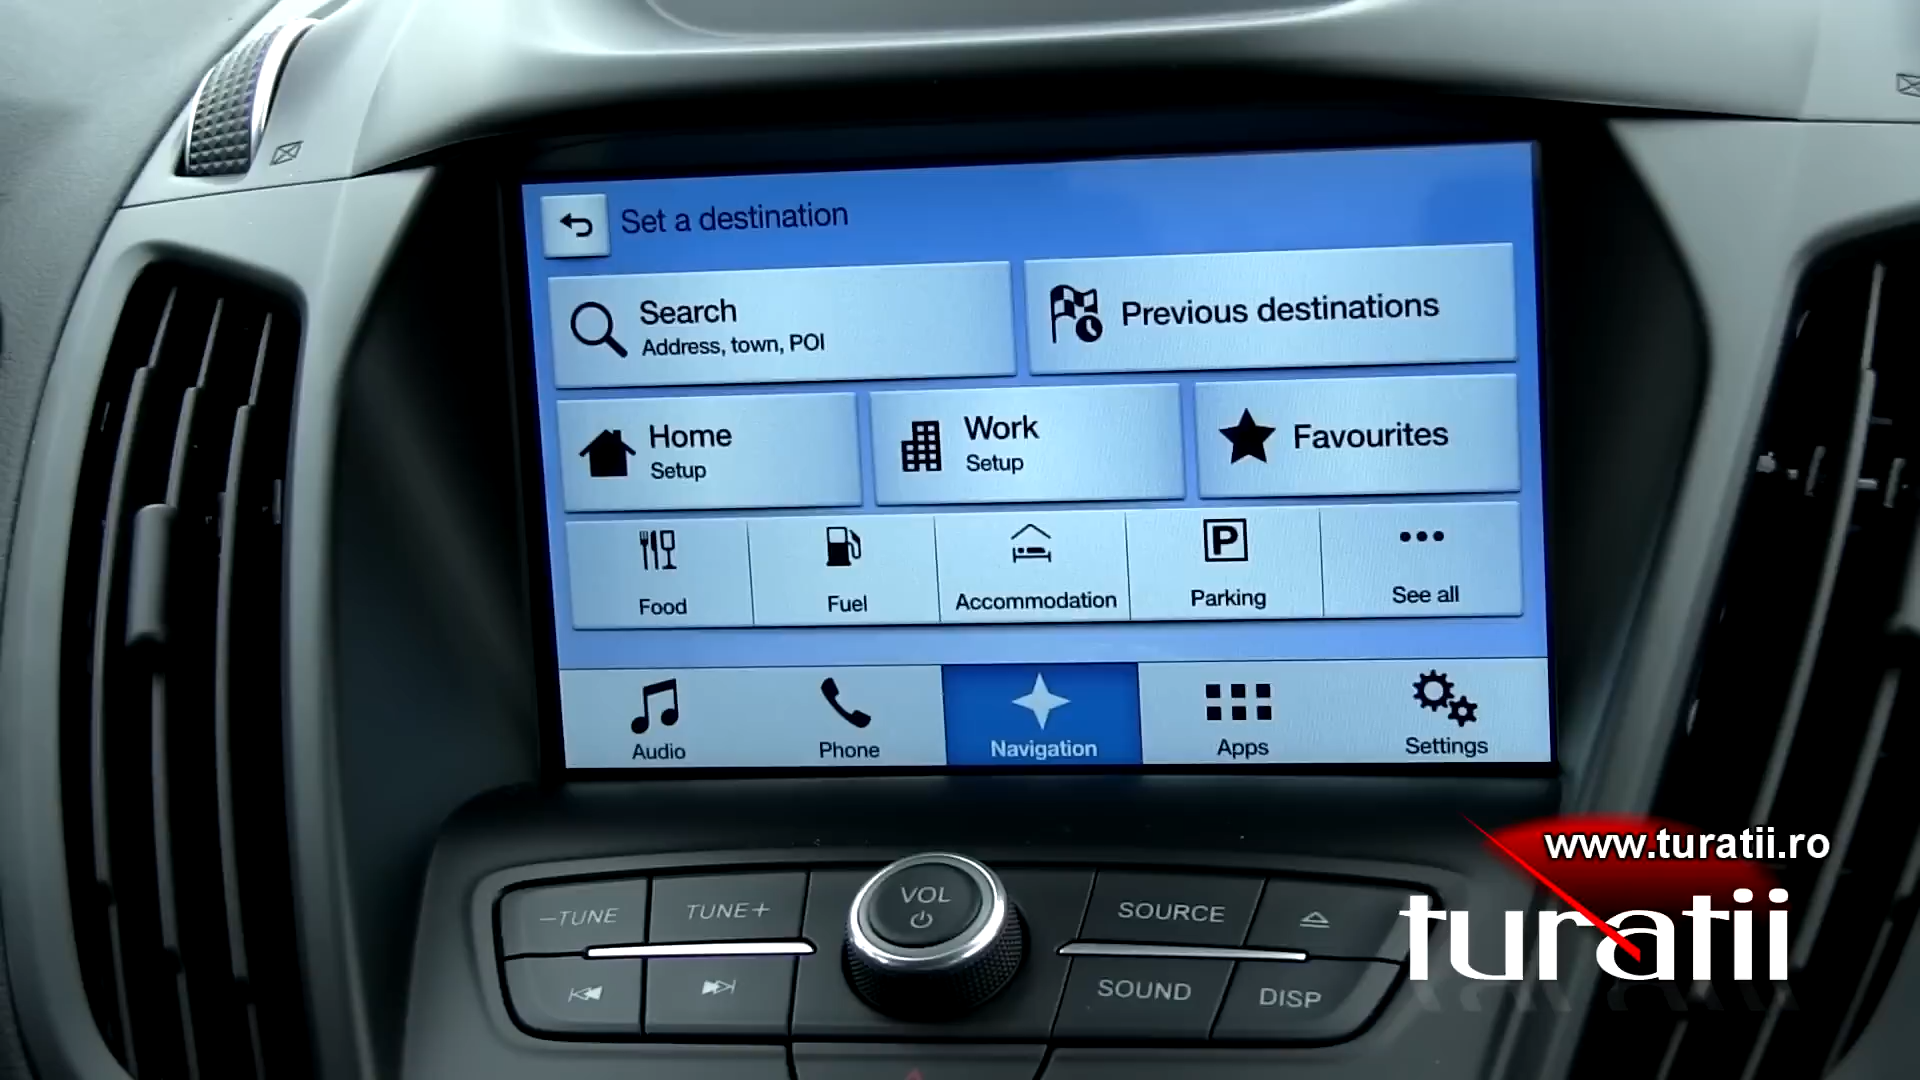 Set a destination
Search
Address, town, POI
Previous destinations
Home
Setup
Work
Setup
Favourites
Food
Fuel
Accommodation
P
Parking
See all
Audio
Phone
Navigation
Apps
Settings
www.turatii.ro
turatii
−TUNE
TUNE+
VOL
SOURCE
SOUND
DISP